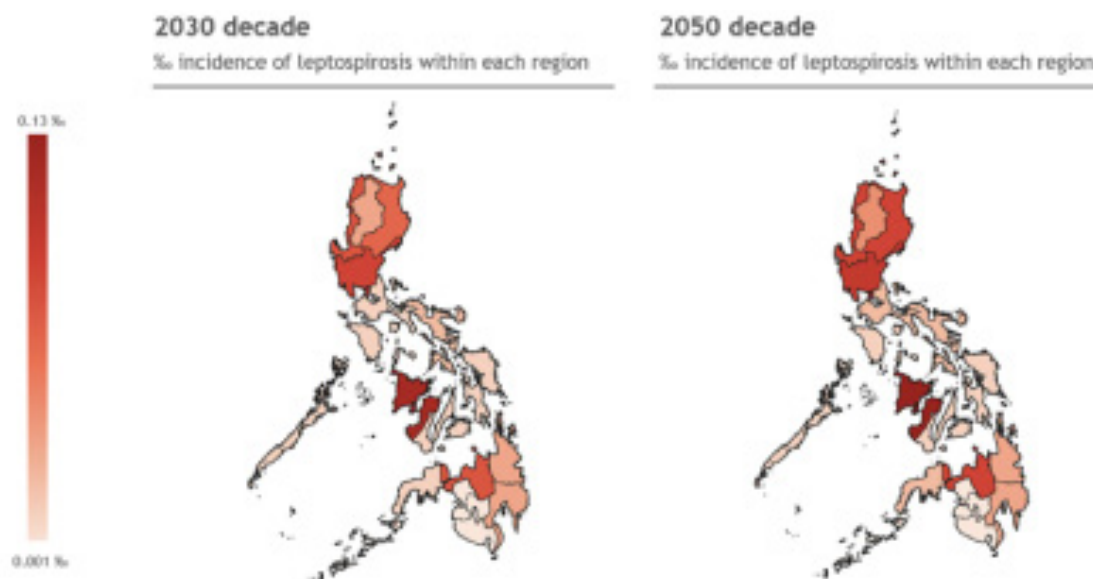 2030 decade
‰ incidence of leptospirosis within each region
2050 decade
‰ incidence of leptospirosis within each region
0.13 ‰
0.001 ‰